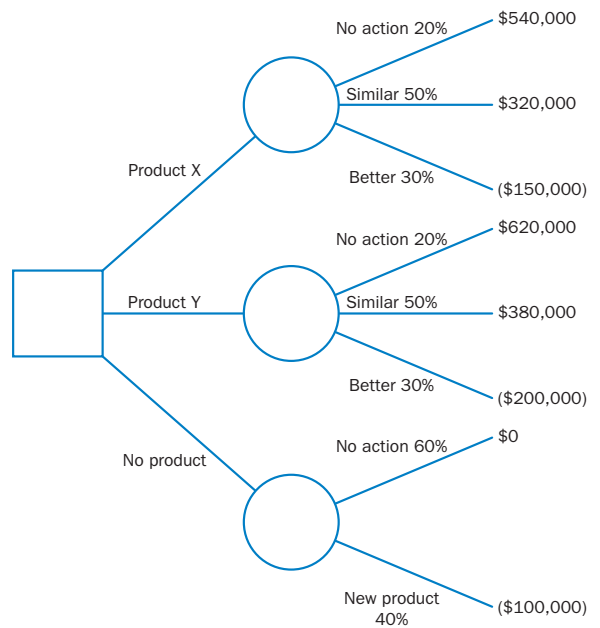 No action 20%
$540,000
Similar 50%
$320,000
Product X
Better 30%
($150,000)
No action 20%
$620,000
Product Y
Similar 50%
$380,000
Better 30%
($200,000)
No product
No action 60%
$0
New product
40%
($100,000)